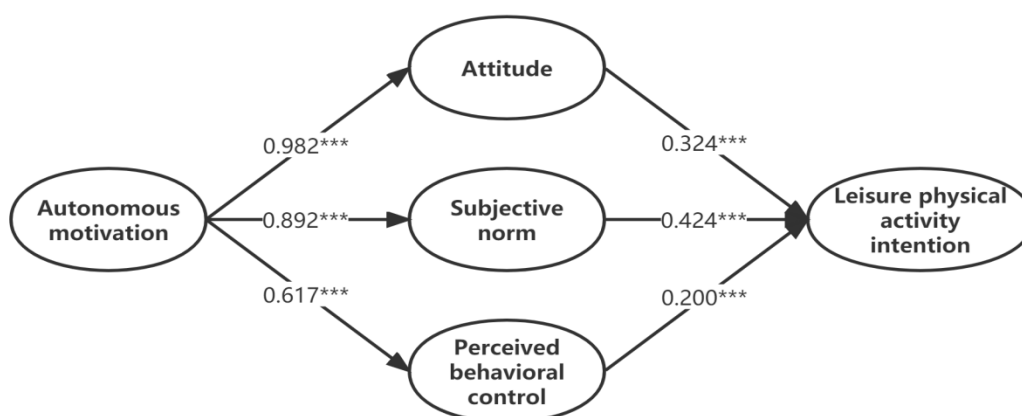 Attitude
0.982***
0.324***
Autonomous
motivation
0.892***
Subjective
norm
0.424***
Leisure physical
activity
intention
0.617***
0.200***
Perceived
behavioral
control